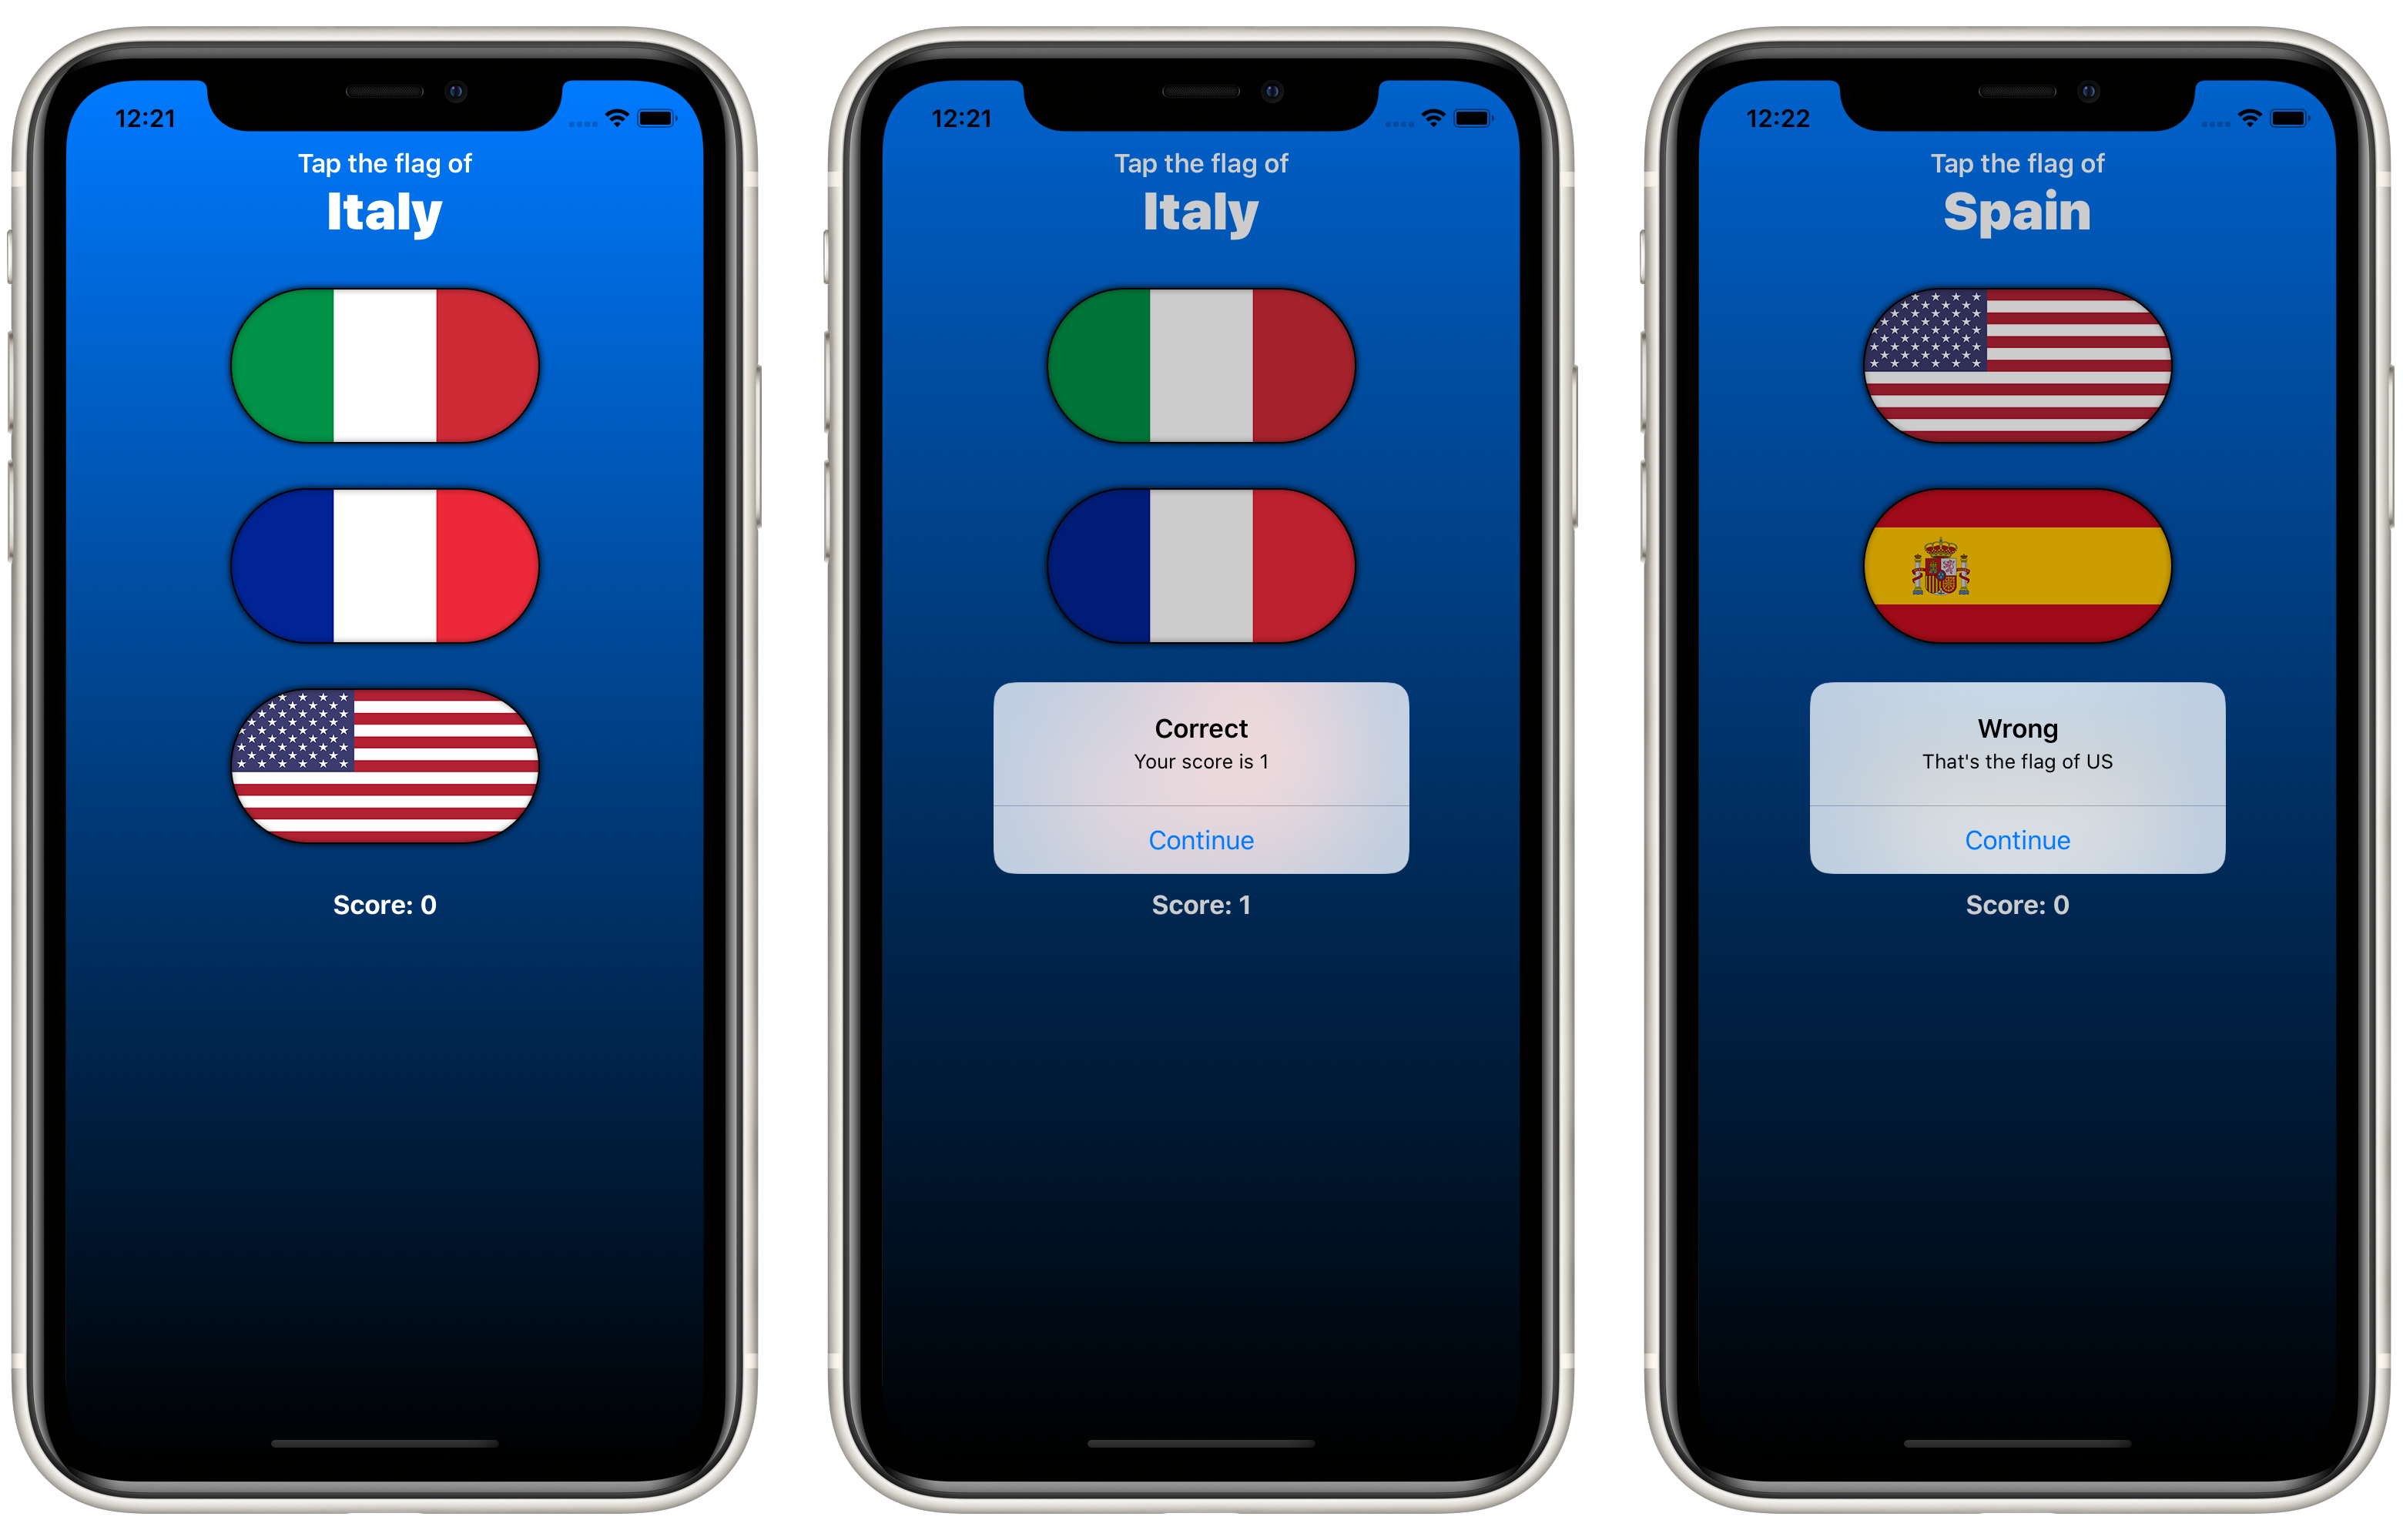 12:21
Tap the flag of
Italy
Score: 0
12:21
Tap the flag of
Italy
Correct
Your score is 1
Continue
Score: 1
12:22
Tap the flag of
Spain
Wrong
That's the flag of US
Continue
Score: 0